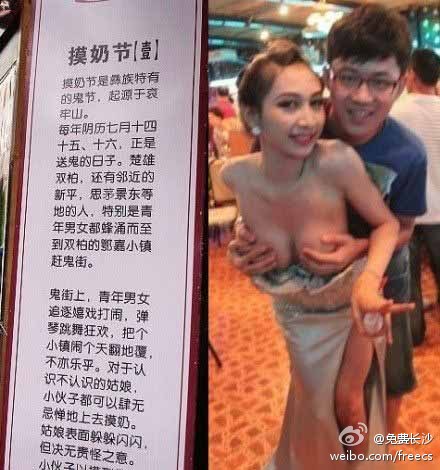 摸奶节【壹】
摸奶节是彝族特有
的鬼节，起源于哀
牢山。
每年阴历七月十四
十五、十六，正是
送鬼的日子。楚雄
双柏，还有邻近的
新平，思茅景东等
地的人，特别是青
年男女都蜂涌而至
到双柏的鄂嘉小镇
赶鬼街。
鬼街上，青年男女
追逐嬉戏打闹，弹
琴跳舞狂欢，把个
小镇闹个天翻地覆，
不亦乐乎。对于认
识不认识的姑娘，
小伙子都可以肆无
忌惮地上去摸奶。
姑娘表面躲躲闪闪，
但决无责怪之意。
小伙子以摸到
@免费长沙
weibo.com/freecs